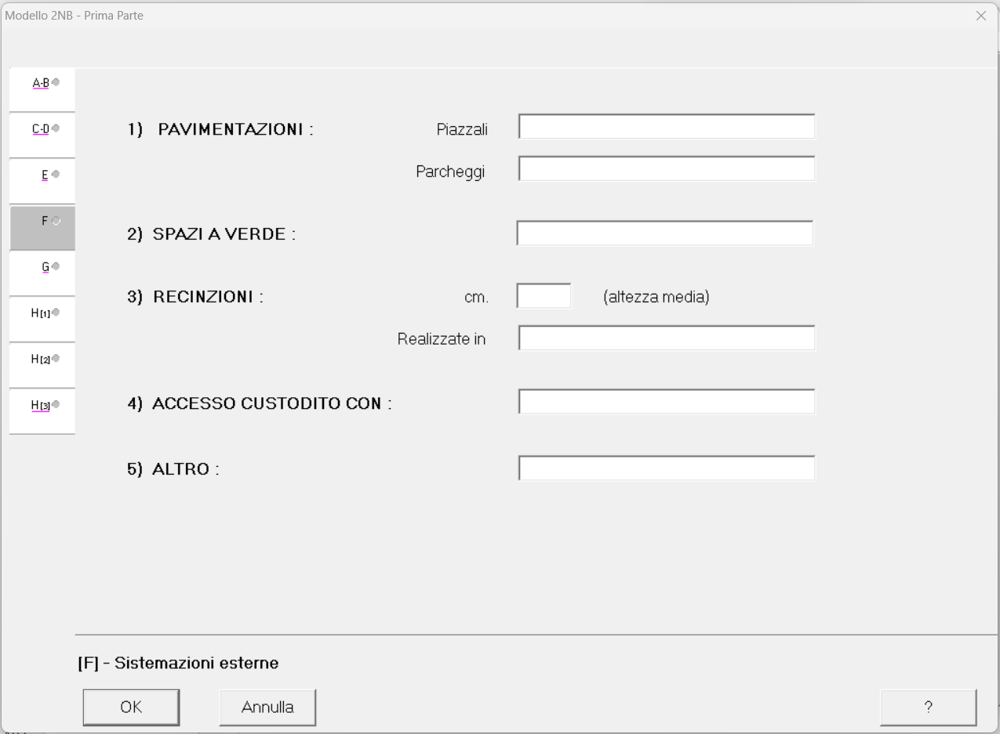 Modello 2NB - Prima Parte
A-B
C-D
E
F
G
H[1]
H[2]
H[3]
1) PAVIMENTAZIONI : Piazzali
Parcheggi
2) SPAZI A VERDE :
3) RECINZIONI : cm. (altezza media)
Realizzate in
4) ACCESSO CUSTODITO CON :
5) ALTRO :
[F] - Sistemazioni esterne
OK Annulla ?